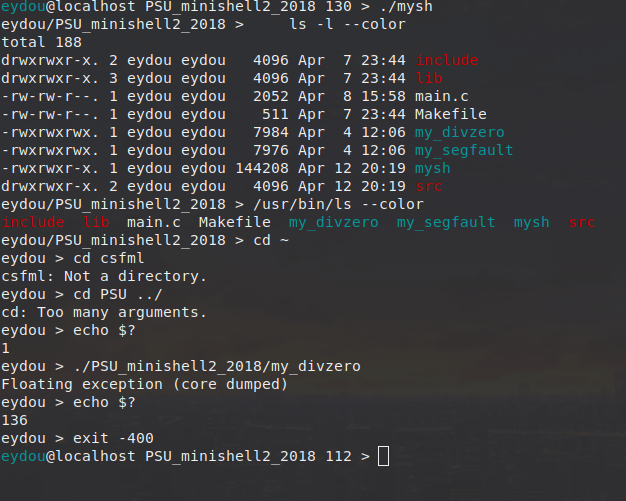 eydou@localhost PSU_minishell2_2018 130 > ./mysh
eydou/PSU_minishell2_2018 >     ls -l --color
total 188
drwxrwxr-x. 2 eydou eydou   4096 Apr  7 23:44 include
drwxrwxr-x. 3 eydou eydou   4096 Apr  7 23:44 lib
-rw-rw-r--. 1 eydou eydou   2052 Apr  8 15:58 main.c
-rw-rw-r--. 1 eydou eydou    511 Apr  7 23:44 Makefile
-rwxrwxrwx. 1 eydou eydou   7984 Apr  4 12:06 my_divzero
-rwxrwxrwx. 1 eydou eydou   7976 Apr  4 12:06 my_segfault
-rwxrwxr-x. 1 eydou eydou 144208 Apr 12 20:19 mysh
drwxrwxr-x. 2 eydou eydou   4096 Apr 12 20:19 src
eydou/PSU_minishell2_2018 > /usr/bin/ls --color
include  lib  main.c  Makefile  my_divzero  my_segfault  mysh  src
eydou/PSU_minishell2_2018 > cd ~
eydou > cd csfml
csfml: Not a directory.
eydou > cd PSU ../
cd: Too many arguments.
eydou > echo $?
1
eydou > ./PSU_minishell2_2018/my_divzero
Floating exception (core dumped)
eydou > echo $?
136
eydou > exit -400
eydou@localhost PSU_minishell2_2018 112 >